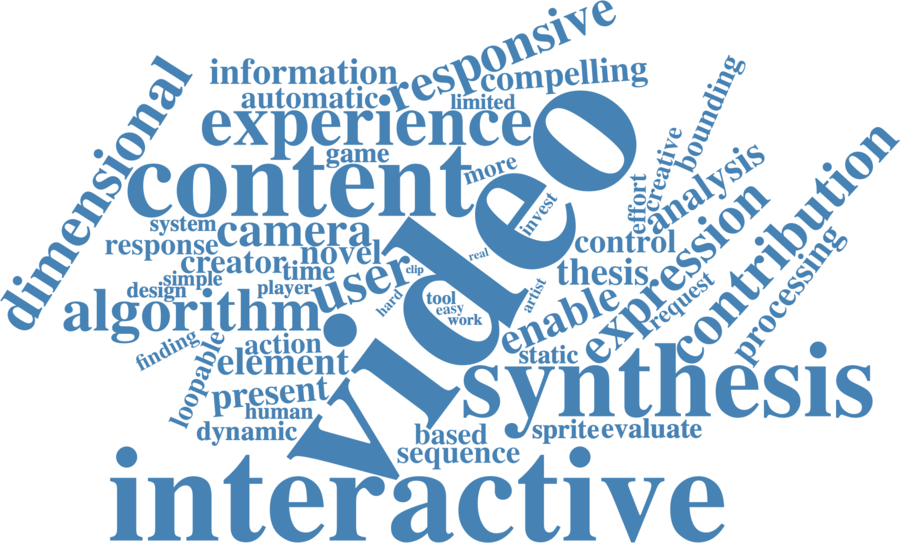 responsive
information
compelling
automatic
limited
bounding
dimensional
experience
game
creative
content
more
effort
analysis
contribution
system
invest
expression
response
camera
control
novel
real
creator
time
user
clip
thesis
processing
simple
design
player
hard
tool
artist
request
algorithm
easy
work
enable
video
finding
action
static
loopable
element
synthesis
present
human
dynamic
based
sprite
evaluate
sequence
interactive